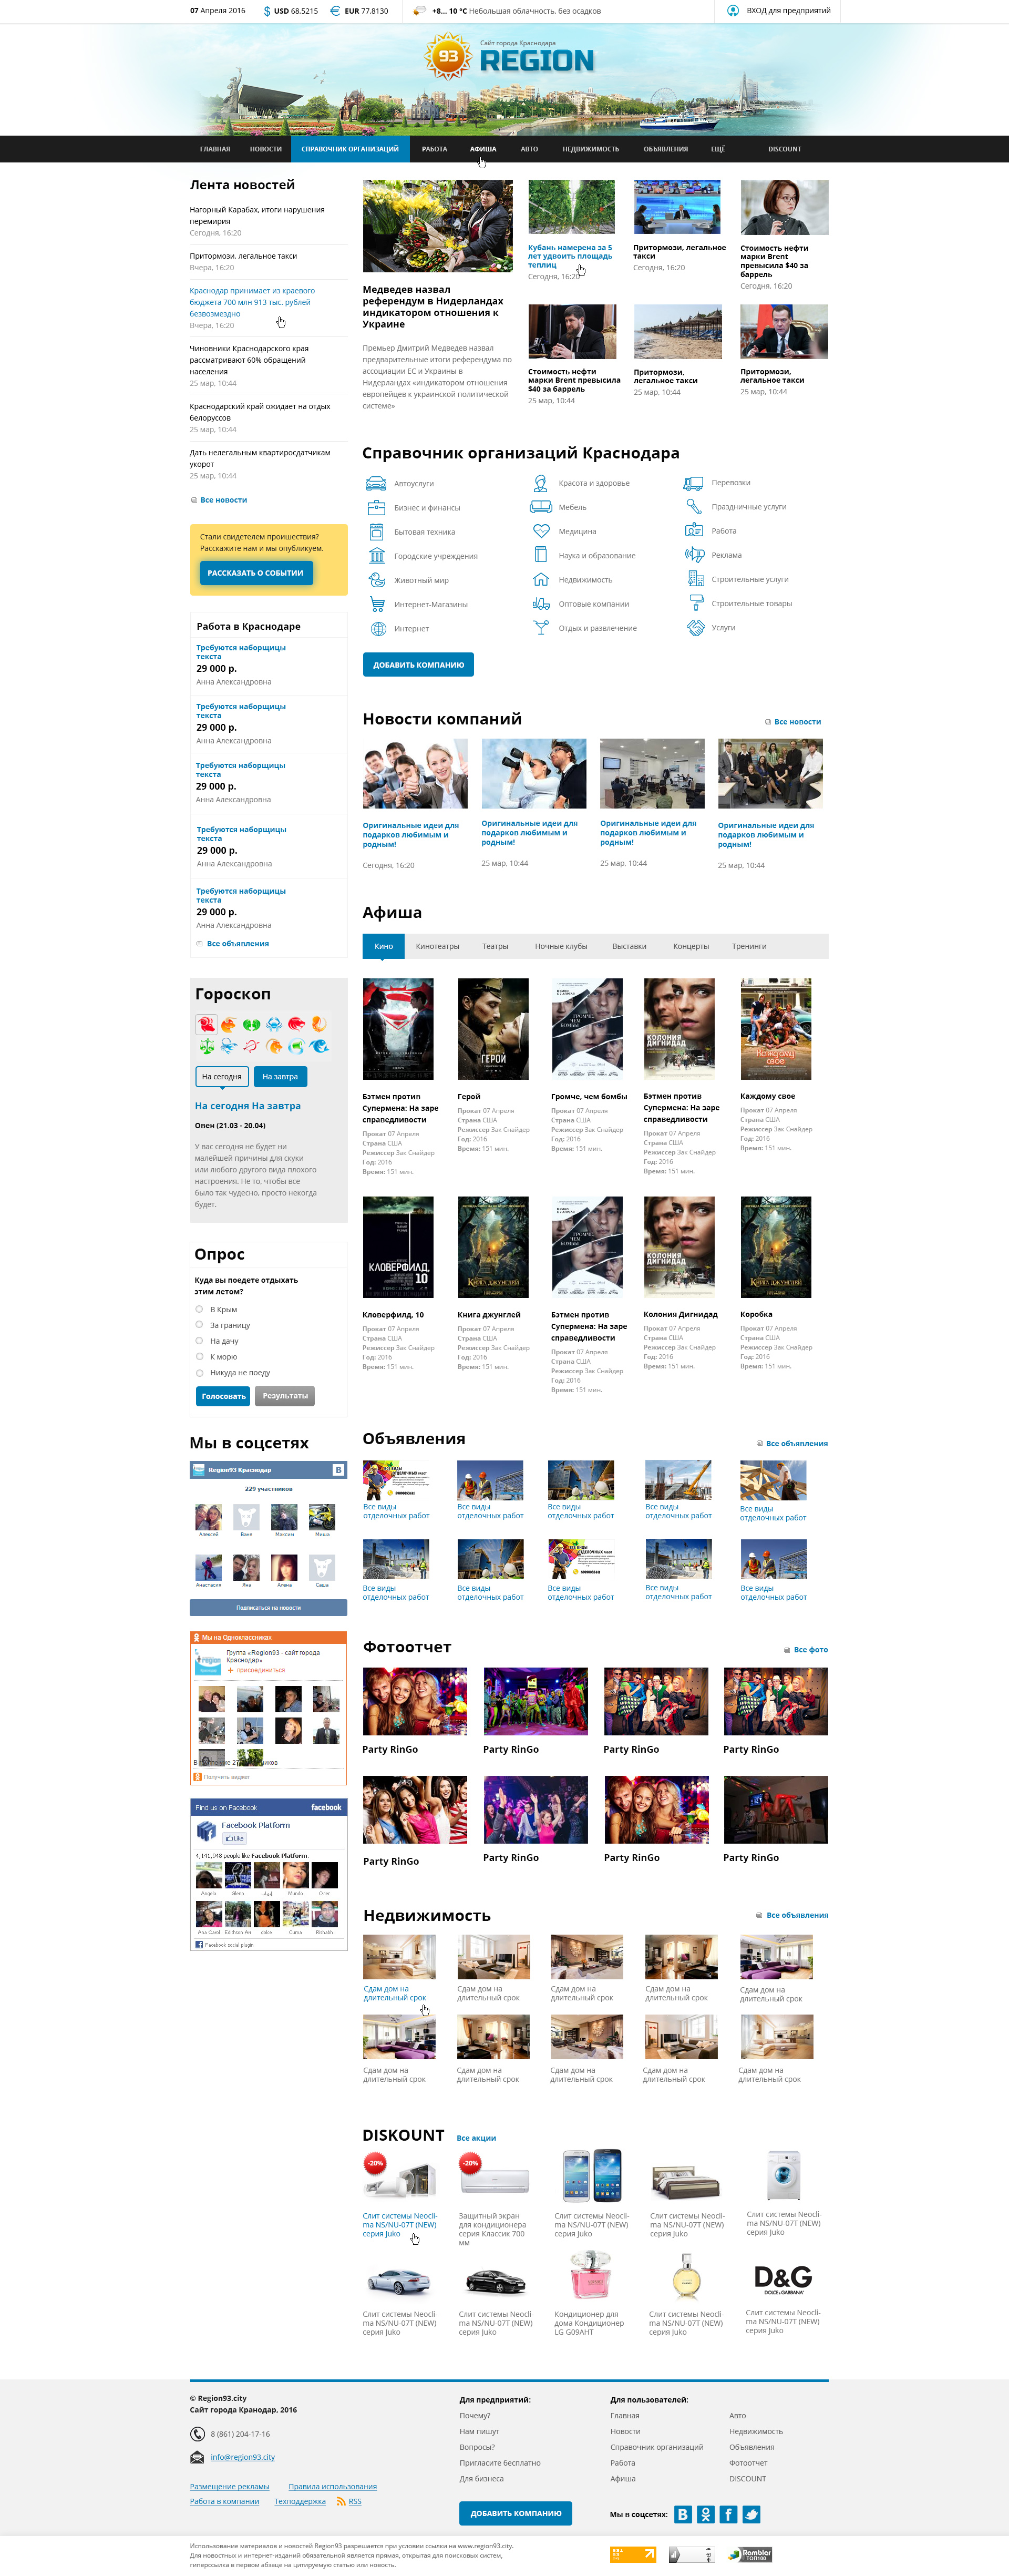 07 Апреля 2016
USD 68,5215
EUR 77,8130
+8... 10 °C Небольшая облачность, без осадков
ВХОД для предприятий
93
Сайт города Краснодара
REGION
ГЛАВНАЯ
НОВОСТИ
СПРАВОЧНИК ОРГАНИЗАЦИЙ
РАБОТА
АФИША
АВТО
НЕДВИЖИМОСТЬ
ОБЪЯВЛЕНИЯ
ЕЩЁ
DISCOUNT
Лента новостей
Нагорный Карабах, итоги нарушения
перемирия
Сегодня, 16:20
Притормози, легальное такси
Вчера, 16:20
Краснодар принимает из краевого
бюджета 700 млн 913 тыс. рублей
безвозмездно
Вчера, 16:20
Чиновники Краснодарского края
рассматривают 60% обращений
населения
25 мар, 10:44
Краснодарский край ожидает на отдых
белоруссов
25 мар, 10:44
Дать нелегальным квартиросдатчикам
укорот
25 мар, 10:44
Все новости
Медведев назвал
референдум в Нидерландах
индикатором отношения к
Украине
Премьер Дмитрий Медведев назвал
предварительные итоги референдума по
ассоциации ЕС и Украины в
Нидерландах «индикатором отношения
европейцев к украинской политической
системе»
Кубань намерена за 5
лет удвоить площадь
теплиц
Сегодня, 16:20
Притормози, легальное
такси
Сегодня, 16:20
Стоимость нефти
марки Brent
превысила $40 за
баррель
Сегодня, 16:20
Стоимость нефти
марки Brent превысила
$40 за баррель
25 мар, 10:44
Притормози,
легальное такси
25 мар, 10:44
Притормози,
легальное такси
25 мар, 10:44
Стали свидетелем проишествия?
Расскажите нам и мы опубликуем.
РАССКАЗАТЬ О СОБЫТИИ
Справочник организаций Краснодара
Автоуслуги
Бизнес и финансы
Бытовая техника
Городские учреждения
Животный мир
Интернет-Магазины
Интернет
Красота и здоровье
Мебель
Медицина
Наука и образование
Недвижимость
Оптовые компании
Отдых и развлечение
Перевозки
Праздничные услуги
Работа
Реклама
Строительные услуги
Строительные товары
Услуги
ДОБАВИТЬ КОМПАНИЮ
Работа в Краснодаре
Требуются наборщицы
текста
29 000 р.
Анна Александровна
Требуются наборщицы
текста
29 000 р.
Анна Александровна
Требуются наборщицы
текста
29 000 р.
Анна Александровна
Требуются наборщицы
текста
29 000 р.
Анна Александровна
Требуются наборщицы
текста
29 000 р.
Анна Александровна
Все объявления
Новости компаний
Все новости
Оригинальные идеи для
подарков любимым и
родным!
Сегодня, 16:20
Оригинальные идеи для
подарков любимым и
родным!
25 мар, 10:44
Оригинальные идеи для
подарков любимым и
родным!
25 мар, 10:44
Оригинальные идеи для
подарков любимым и
родным!
25 мар, 10:44
Афиша
Кино
Кинотеатры
Театры
Ночные клубы
Выставки
Концерты
Тренинги
ГЕРОЙ
ГРОМЧЕ,
ЧЕМ
БОМБЫ
КОЛОНИЯ
ДИГНИДАД
Каждому
свое
Бэтмен против
Супермена: На заре
справедливости
Прокат 07 Апреля
Страна США
Режиссер Зак Снайдер
Год: 2016
Время: 151 мин.
Герой
Прокат 07 Апреля
Страна США
Режиссер Зак Снайдер
Год: 2016
Время: 151 мин.
Громче, чем бомбы
Прокат 07 Апреля
Страна США
Режиссер Зак Снайдер
Год: 2016
Время: 151 мин.
Бэтмен против
Супермена: На заре
справедливости
Прокат 07 Апреля
Страна США
Режиссер Зак Снайдер
Год: 2016
Время: 151 мин.
Каждому свое
Прокат 07 Апреля
Страна США
Режиссер Зак Снайдер
Год: 2016
Время: 151 мин.
КЛОВЕРФИЛД,
10
КНИГА ДЖУНГЛЕЙ
ГРОМЧЕ,
ЧЕМ
БОМБЫ
КОЛОНИЯ
ДИГНИДАД
КНИГА ДЖУНГЛЕЙ
Кловерфилд, 10
Прокат 07 Апреля
Страна США
Режиссер Зак Снайдер
Год: 2016
Время: 151 мин.
Книга джунглей
Прокат 07 Апреля
Страна США
Режиссер Зак Снайдер
Год: 2016
Время: 151 мин.
Бэтмен против
Супермена: На заре
справедливости
Прокат 07 Апреля
Страна США
Режиссер Зак Снайдер
Год: 2016
Время: 151 мин.
Колония Дигнидад
Прокат 07 Апреля
Страна США
Режиссер Зак Снайдер
Год: 2016
Время: 151 мин.
Коробка
Прокат 07 Апреля
Страна США
Режиссер Зак Снайдер
Год: 2016
Время: 151 мин.
Гороскоп
На сегодня
На завтра
На сегодня На завтра
Овен (21.03 - 20.04)
У вас сегодня не будет ни
малейшей причины для скуки
или любого другого вида плохого
настроения. Не то, чтобы все
было так чудесно, просто некогда
будет.
Опрос
Куда вы поедете отдыхать
этим летом?
В Крым
За границу
На дачу
К морю
Никуда не поеду
Голосовать
Результаты
Мы в соцсетях
Region93 Краснодар
В
229 участников
Алексей
Ваня
Максим
Миша
Анастасия
Яна
Алена
Саша
Подписаться на новости
Мы на Одноклассниках
Группа «Region93 - сайт города
Краснодар»
присоединиться
Получить виджет
Find us on Facebook
facebook
Facebook Platform
Like
4,141,948 people like Facebook Platform.
Angela
Glenn
Mundo
Cesar
Ana Carol
Edithson Art
dolce
Oama
Rishabh
Facebook social plugin
Объявления
Все объявления
ВСЕ ВИДЫ
ОТДЕЛОЧНЫХ РАБОТ
Все виды
отделочных работ
Все виды
отделочных работ
Все виды
отделочных работ
Все виды
отделочных работ
Все виды
отделочных работ
ВСЕ ВИДЫ
ОТДЕЛОЧНЫХ РАБОТ
Все виды
отделочных работ
Все виды
отделочных работ
Все виды
отделочных работ
Все виды
отделочных работ
Все виды
отделочных работ
Фотоотчет
Все фото
Party RinGo
Party RinGo
Party RinGo
Party RinGo
Party RinGo
Party RinGo
Party RinGo
Party RinGo
Недвижимость
Все объявления
Сдам дом на
длительный срок
Сдам дом на
длительный срок
Сдам дом на
длительный срок
Сдам дом на
длительный срок
Сдам дом на
длительный срок
Сдам дом на
длительный срок
Сдам дом на
длительный срок
Сдам дом на
длительный срок
Сдам дом на
длительный срок
Сдам дом на
длительный срок
DISKOUNT
Все акции
-20%
-20%
Слит системы Neocli-
ma NS/NU-07T (NEW)
серия Juko
Защитный экран
для кондиционера
серия Классик 700
мм
Слит системы Neocli-
ma NS/NU-07T (NEW)
серия Juko
Слит системы Neocli-
ma NS/NU-07T (NEW)
серия Juko
Слит системы Neocli-
ma NS/NU-07T (NEW)
серия Juko
D&G
DOLCE & GABBANA
Слит системы Neocli-
ma NS/NU-07T (NEW)
серия Juko
Слит системы Neocli-
ma NS/NU-07T (NEW)
серия Juko
Кондиционер для
дома Кондиционер
LG G09AHT
Слит системы Neocli-
ma NS/NU-07T (NEW)
серия Juko
Слит системы Neocli-
ma NS/NU-07T (NEW)
серия Juko
© Region93.city
Сайт города Кранодар, 2016
8 (861) 204-17-16
info@region93.city
Размещение рекламы
Правила использования
Работа в компании
Техподдержка
RSS
Для предприятий:
Почему?
Нам пишут
Вопросы?
Пригласите бесплатно
Для бизнеса
ДОБАВИТЬ КОМПАНИЮ
Для пользователей:
Главная
Новости
Справочник организаций
Работа
Афиша
Авто
Недвижимость
Объявления
Фотоотчет
DISCOUNT
Мы в соцсетях:
Использование материалов и новостей Region93 разрешается при условии ссылки на www.region93.city.
Для новостных и интернет-изданий обязательной является прямая, открытая для поисковых систем,
гиперссылка в первом абзаце на цитируемую статью или новость.
Rambler
ТОП100